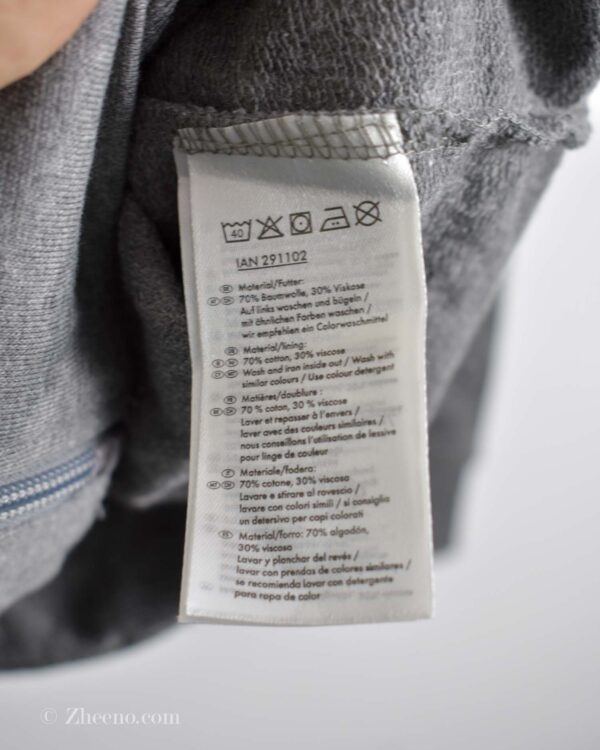 40
IAN 291102
DE Material/Futter:
AT CH 70% Baumwolle, 30% Viskose
Auf links waschen und bügeln /
mit ähnlichen Farben waschen /
wir empfehlen ein Colorwaschmittel
Material/lining:
70% cotton, 30% viscose
Wash and iron inside out / Wash with
similar colours / Use colour detergent
Matières/doublure :
70 % coton, 30 % viscose
Laver et repasser à l'envers /
laver avec des couleurs similaires /
nous conseillons l'utilisation de lessive
pour linge de couleur
Materiale/fodera:
70% cotone, 30% viscosa
Lavare e stirare al rovescio /
lavare con colori simili / si consiglia
un detersivo per capi colorati
Material/forro: 70% algodón,
30% viscosa
Lavar y planchar del revés /
lavar con prendas de colores similares /
se recomienda lavar con detergente
para ropa de color
© Zheeno.com